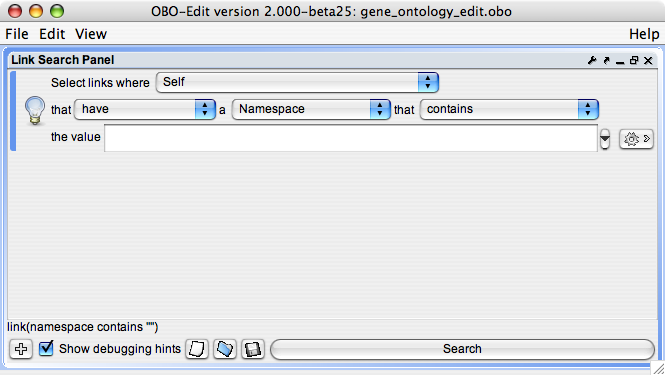 OBO-Edit version 2.000-beta25: gene_ontology_edit.obo
File Edit View Help
Link Search Panel
Select links where Self
that have a Namespace that contains
the value
link(namespace contains "")
Show debugging hints Search